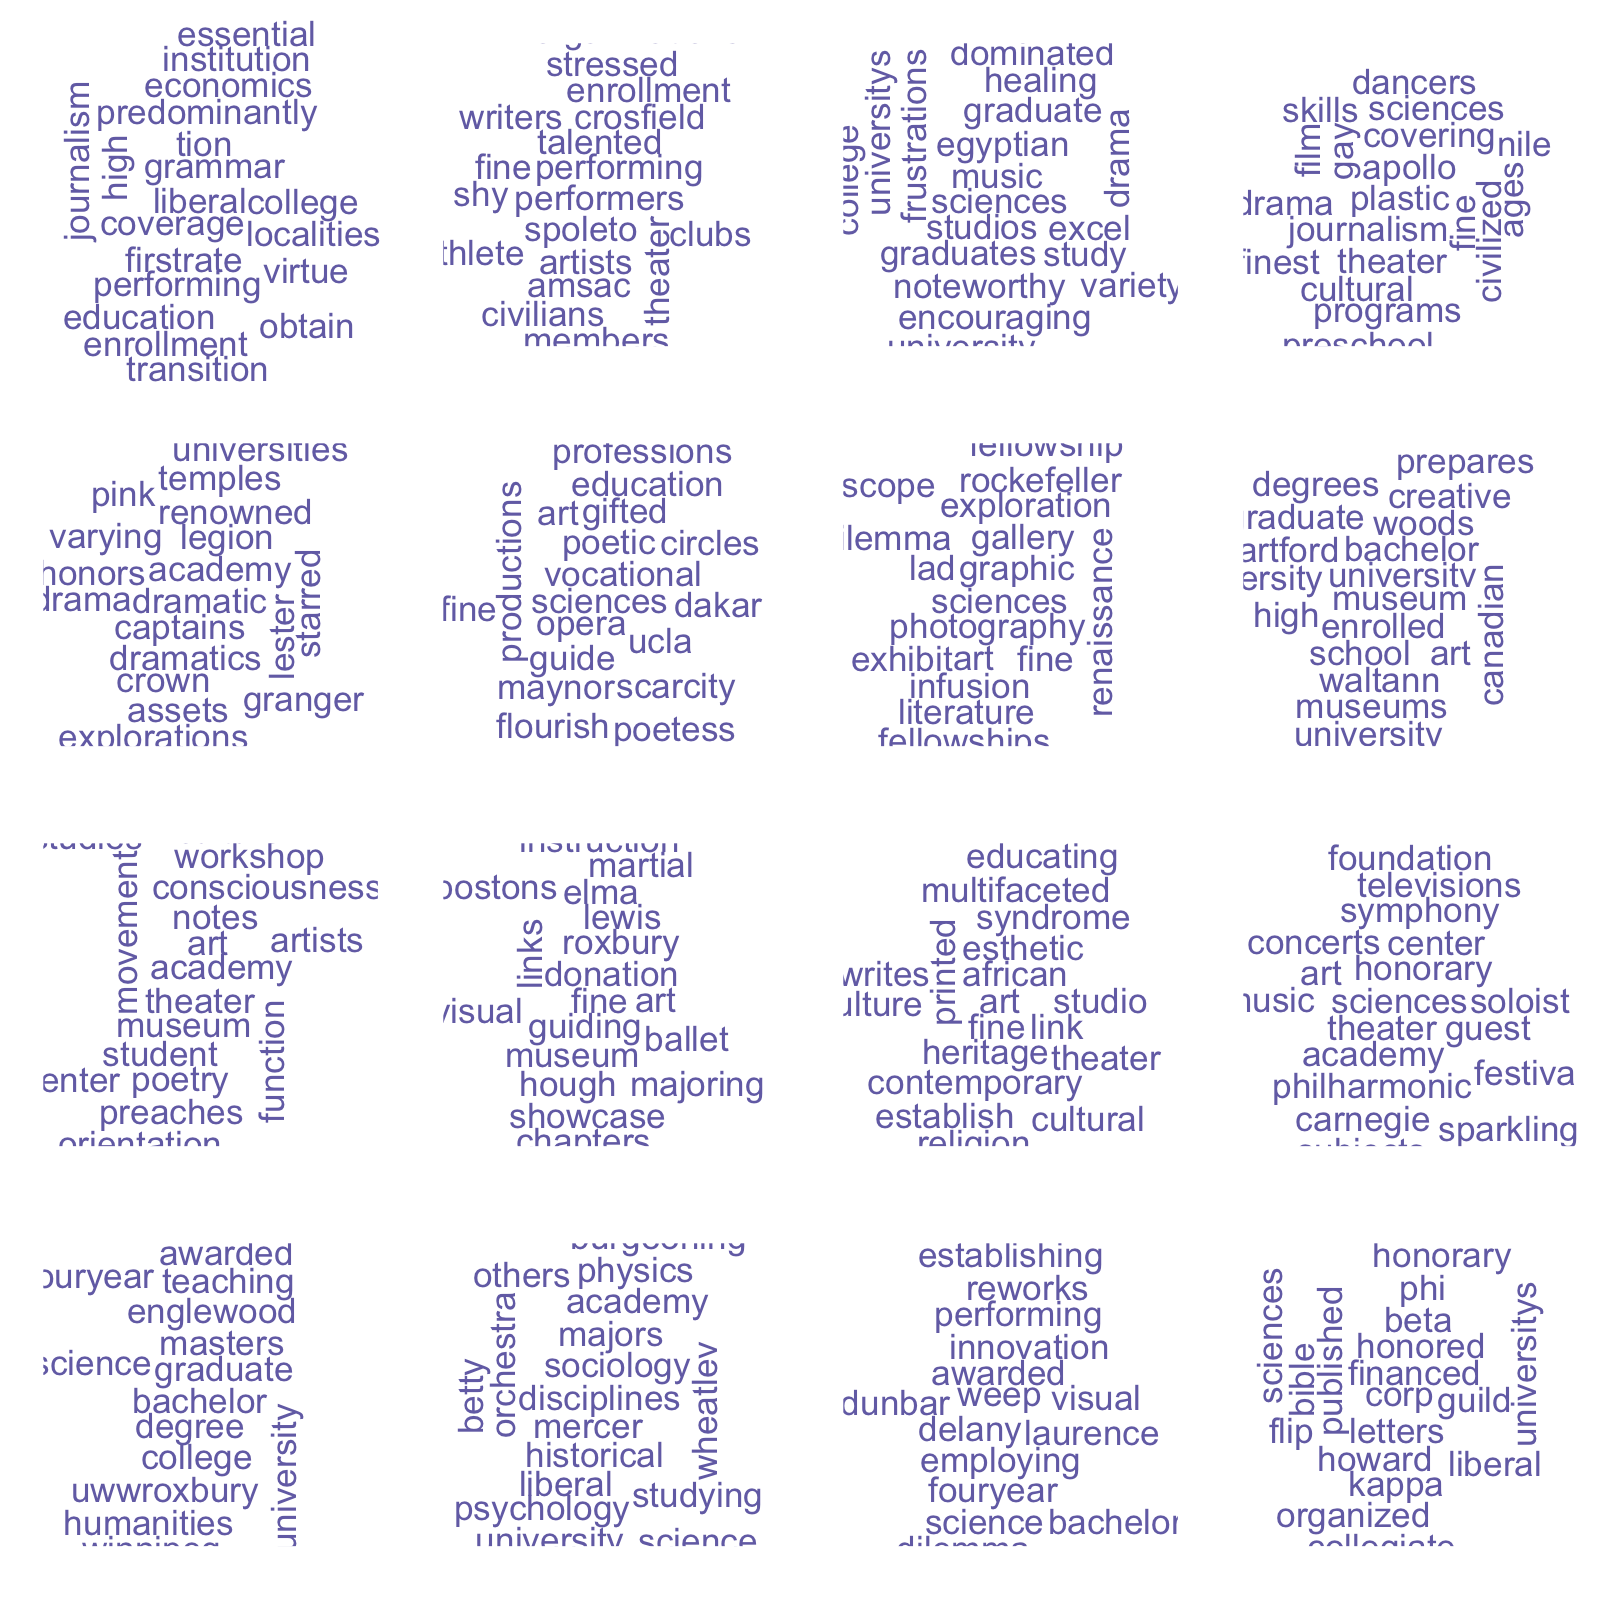 essential
institution
economics
journalism
predominantly
high
tion
grammar
liberal college
coverage localities
firstrate virtue
performing
education obtain
enrollment
transition
stressed
enrollment
writers crosfield
talented
fine performing
shy performers
spoleto clubs
theater
thlete artists
amsac
civilians
members
dominated
universitys
frustrations
healing
graduate
college
drama
egyptian
music
sciences
studios excel
graduates study
noteworthy variety
encouraging
university
dancers
skills sciences
film
gay
covering nile
gapollo
drama plastic
fine
civilized
ages
journalism
finest theater
cultural
programs
preschool
universities
temples
pink
renowned
varying legion
honors academy
starred
drama dramatic
lester
captains
dramatics
crown
assets granger
explorations
professions
education
productions
art gifted
poetic circles
vocational
fine sciences dakar
opera ucla
guide
maynor scarcity
flourish poetess
fellowship
scope rockefeller
exploration
ilemma gallery
renaissance
lad graphic
sciences
photography
exhibit art fine
infusion
literature
fellowships
prepares
degrees creative
raduate woods
artford bachelor
ersity university
canadian
museum
high enrolled
school art
waltann
museums
university
studios
workshop
movement
consciousness
notes
art artists
academy
theater
function
museum
student
enter poetry
preaches
orientation
instruction
martial
postons elma
lewis
links
roxbury
donation
visual fine art
guiding ballet
museum
hough majoring
showcase
chapters
educating
multifaceted
syndrome
printed
esthetic
writes african
ulture art studio
fine link
heritage theater
contemporary
establish cultural
religion
foundation
televisions
symphony
concerts center
art honorary
music sciences soloist
theater guest
academy
philharmonic festiva
carnegie sparkling
subjects
awarded
ouryear teaching
englewood
masters
science graduate
bachelor
degree
university
college
uwwroxbury
humanities
winnipeg
burgeoning
others physics
orchestra
academy
majors
betty
sociology
wheatley
disciplines
mercer
historical
liberal
psychology studying
university science
establishing
reworks
performing
innovation
awarded
dunbar weep visual
delany laurence
employing
fouryear
science bachelor
dilemma
honorary
sciences
phi
published
universitys
beta
bible
honored
financed
corp guild
flip letters
howard liberal
kappa
organized
collegiate